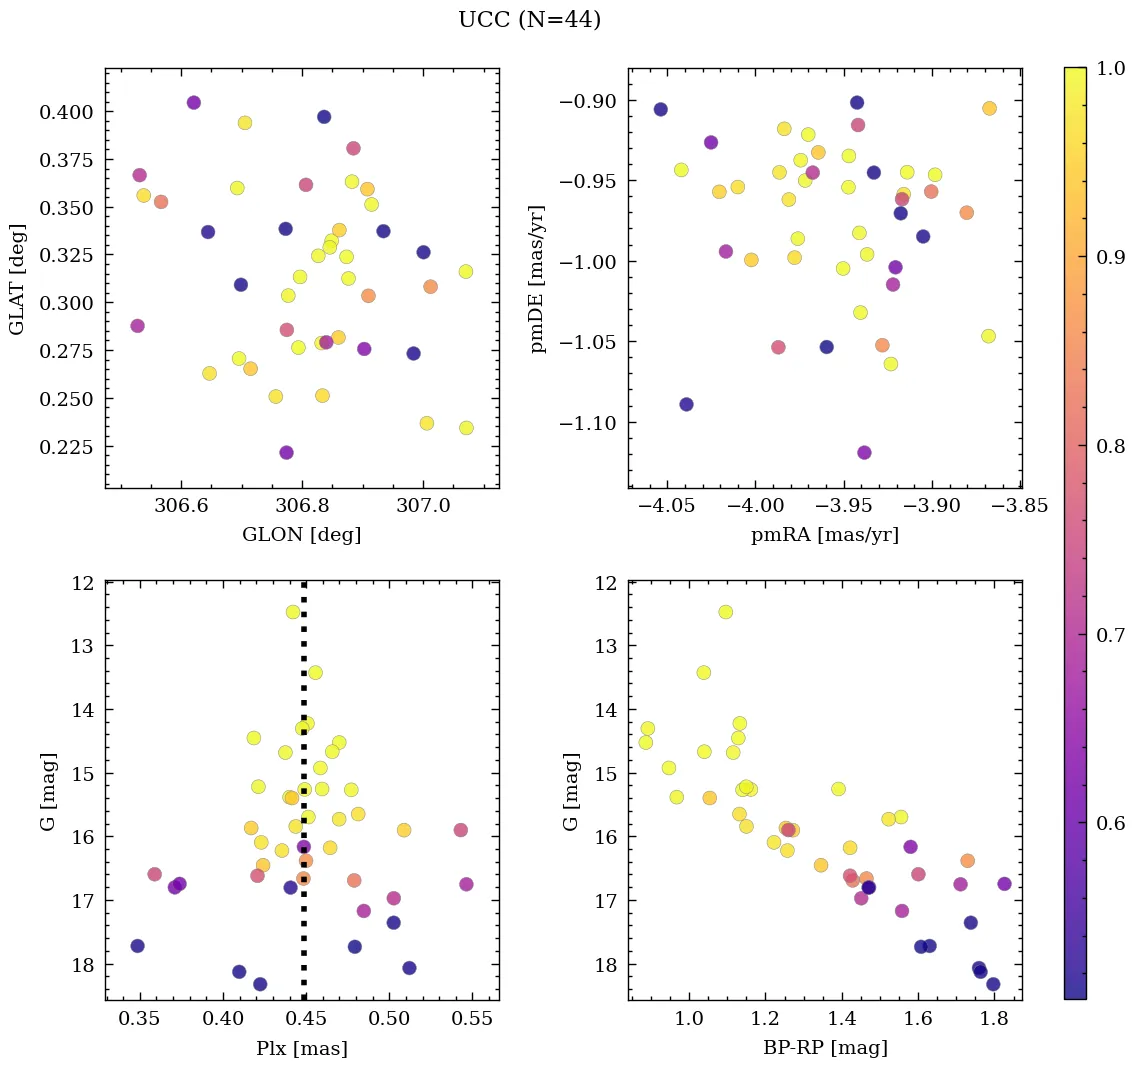 UCC (N=44)
0.400
0.375
0.350
0.325
0.300
0.275
0.250
0.225
GLAT [deg]
306.6 306.8 307.0
GLON [deg]
−0.90
−0.95
−1.00
−1.05
−1.10
pmDE [mas/yr]
−4.05 −4.00 −3.95 −3.90 −3.85
pmRA [mas/yr]
12
13
14
15
16
17
18
G [mag]
0.35 0.40 0.45 0.50 0.55
Plx [mas]
12
13
14
15
16
17
18
G [mag]
1.0 1.2 1.4 1.6 1.8
BP-RP [mag]
1.0
0.9
0.8
0.7
0.6